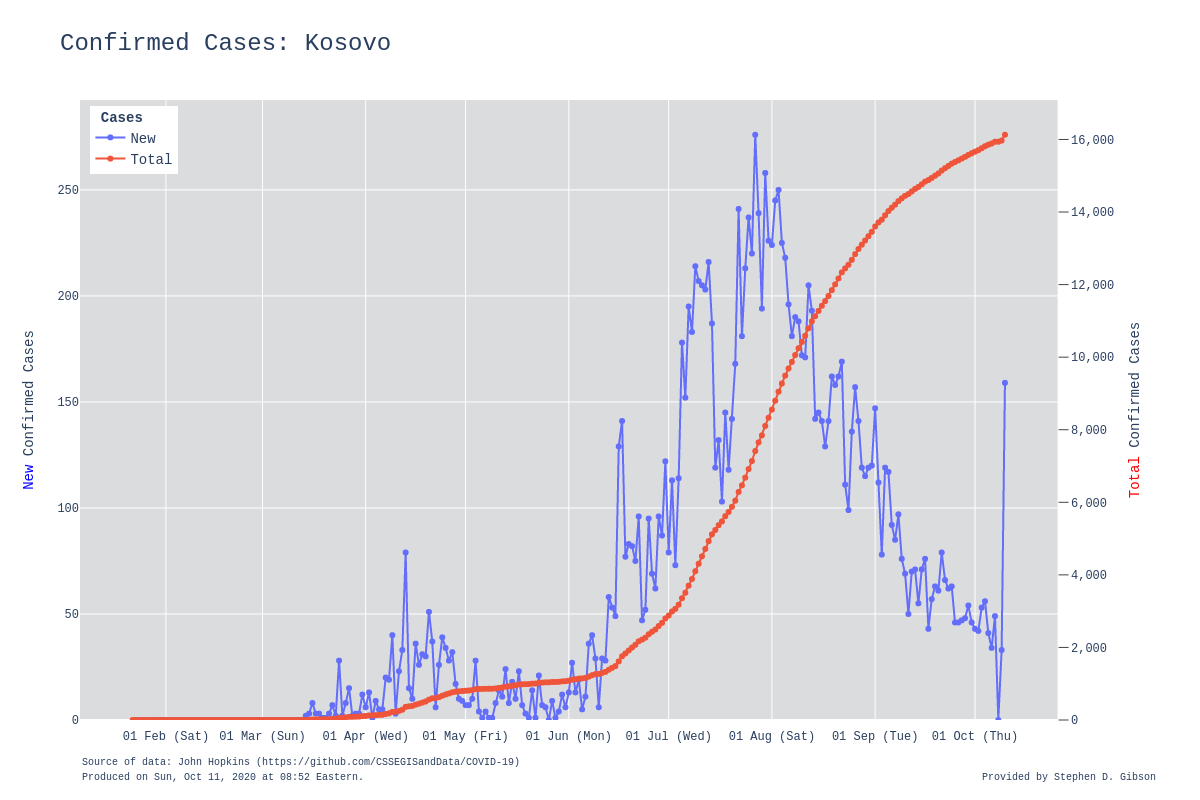 Confirmed Cases: Kosovo
Cases
New
Total
250
200
150
100
50
0
16,000
14,000
12,000
10,000
8,000
6,000
4,000
2,000
0
New Confirmed Cases
Total Confirmed Cases
01 Feb (Sat) 01 Mar (Sun) 01 Apr (Wed) 01 May (Fri) 01 Jun (Mon) 01 Jul (Wed) 01 Aug (Sat) 01 Sep (Tue) 01 Oct (Thu)
Source of data: John Hopkins (https://github.com/CSSEGISandData/COVID-19)
Produced on Sun, Oct 11, 2020 at 08:52 Eastern.
Provided by Stephen D. Gibson